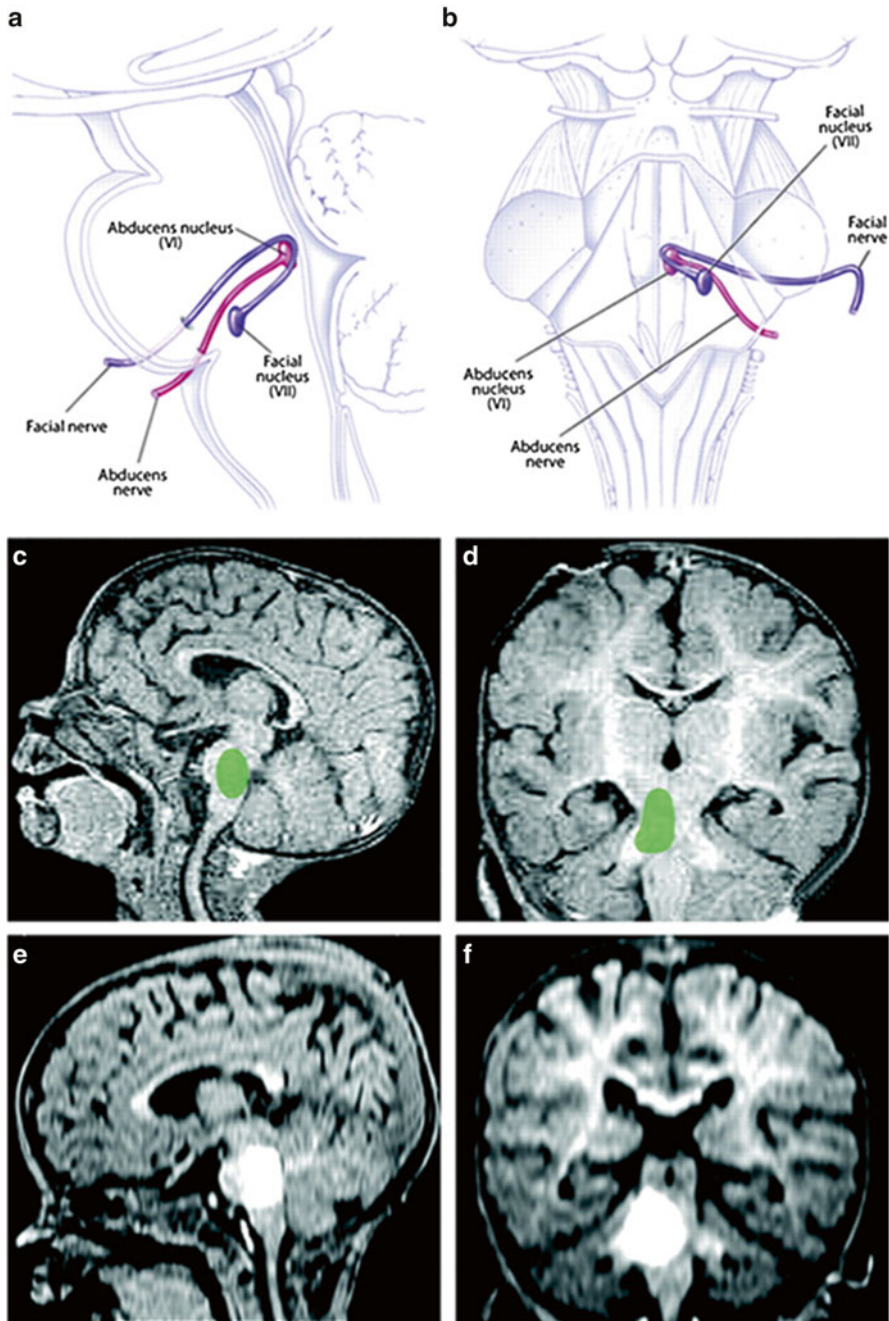 a
Abducens nucleus
(VI)
Facial
nucleus
(VII)
Facial nerve
Abducens
nerve
b
Facial
nucleus
(VII)
Facial
nerve
Abducens
nucleus
(VI)
Abducens
nerve
c
d
e
f